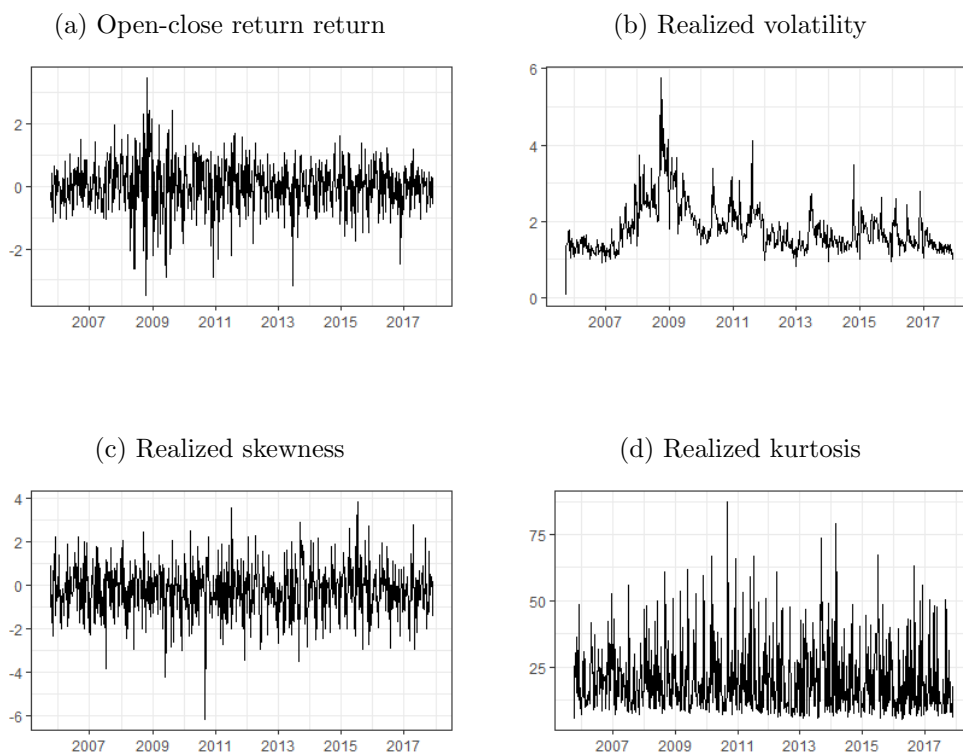 (a) Open-close return return
2
0
-2
2007 2009 2011 2013 2015 2017
(b) Realized volatility
6
4
2
0
2007 2009 2011 2013 2015 2017
(c) Realized skewness
4
2
0
-2
-4
-6
2007 2009 2011 2013 2015 2017
(d) Realized kurtosis
75
50
25
2007 2009 2011 2013 2015 2017